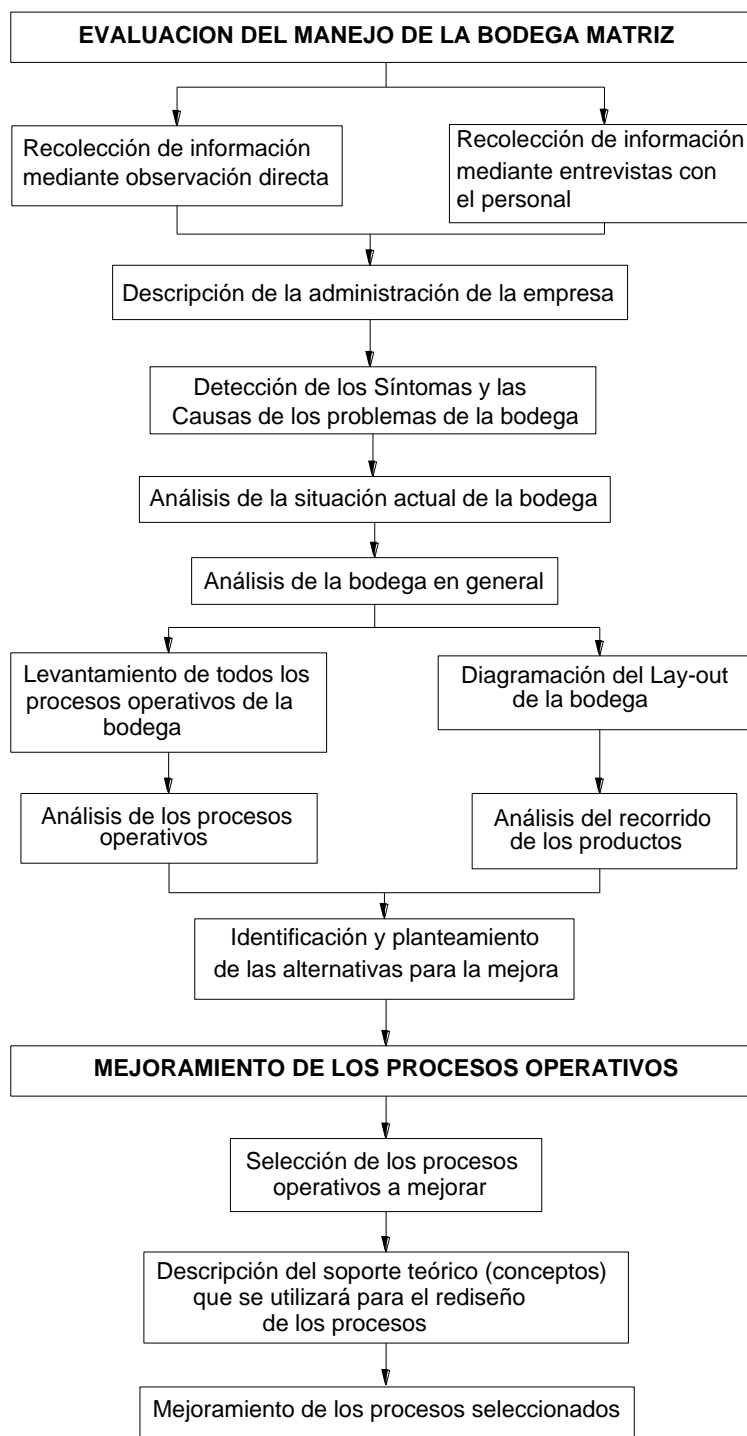 EVALUACION DEL MANEJO DE LA BODEGA MATRIZ
Recolección de información
mediante observación directa
Recolección de información
mediante entrevistas con
el personal
Descripción de la administración de la empresa
Detección de los Síntomas y las
Causas de los problemas de la bodega
Análisis de la situación actual de la bodega
Análisis de la bodega en general
Levantamiento de todos los
procesos operativos de la
bodega
Diagramación del Lay-out
de la bodega
Análisis de los procesos
operativos
Análisis del recorrido
de los productos
Identificación y planteamiento
de las alternativas para la mejora
MEJORAMIENTO DE LOS PROCESOS OPERATIVOS
Selección de los procesos
operativos a mejorar
Descripción del soporte teórico (conceptos)
que se utilizará para el rediseño
de los procesos
Mejoramiento de los procesos seleccionados